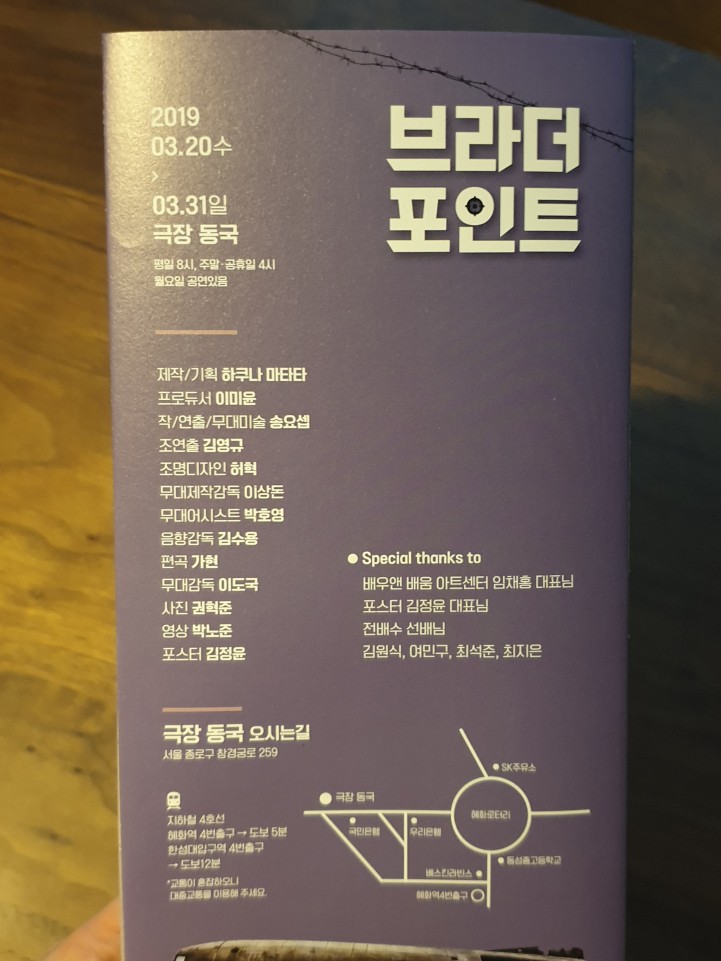 2019
03.20수
›
03.31일
극장 동국
평일 8시, 주말·공휴일 4시
월요일 공연있음
브라더
포인트
제작/기획 하쿠나 마타타
프로듀서 이미윤
작/연출/무대미술 송요셉
조연출 김영규
조명디자인 허혁
무대제작감독 이상돈
무대어시스트 박호영
음향감독 김수용
편곡 가현
무대감독 이도국
사진 권혁준
영상 박노준
포스터 김정윤
● Special thanks to
배우앤 배움 아트센터 임채홍 대표님
포스터 김정윤 대표님
전배수 선배님
김원식, 여민구, 최석준, 최지은
극장 동국 오시는길
서울 종로구 창경궁로 259
지하철 4호선
혜화역 4번출구 → 도보 5분
한성대입구역 4번출구
→ 도보12분
*교통이 혼잡하오니
대중교통을 이용해 주세요.
SK주유소
극장 동국
혜화로터리
국민은행
우리은행
동성중고등학교
베스킨라빈스
혜화역4번출구